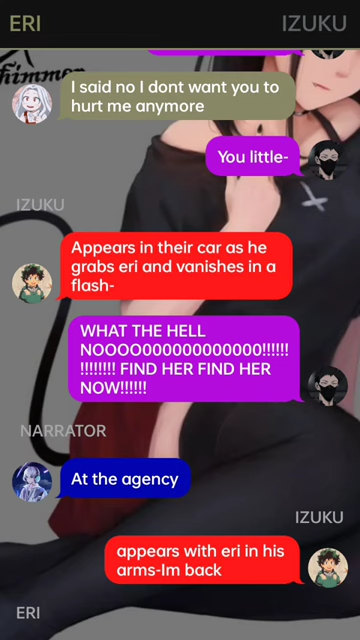 ERI
IZUKU
himmer
I said no I dont want you to
hurt me anymore
You little-
IZUKU
Appears in their car as he
grabs eri and vanishes in a
flash-
WHAT THE HELL
NOOOOOOOOOOOOOOO!!!!!!
!!!!!!!! FIND HER FIND HER
NOW!!!!!!
NARRATOR
At the agency
IZUKU
appears with eri in his
arms-Im back
ERI